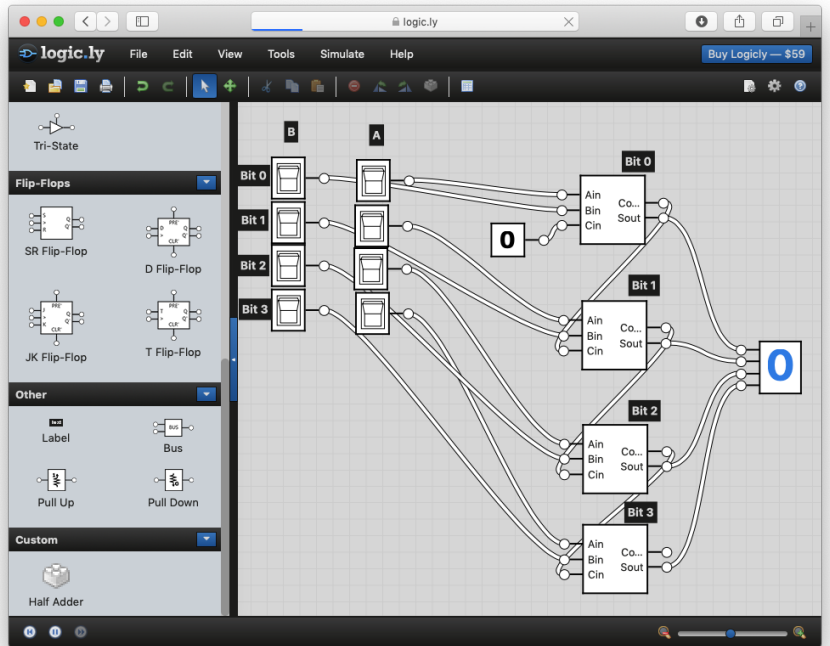 logic.ly
logic.ly File Edit View Tools Simulate Help Buy Logicly — $59
Tri-State
Flip-Flops
SR Flip-Flop
D Flip-Flop
JK Flip-Flop
T Flip-Flop
Other
Label
Bus
Pull Up
Pull Down
Custom
Half Adder
B
A
Bit 0
Bit 1
Bit 2
Bit 3
0
Bit 0
Ain
Bin
Cin
Co...
Sout
Bit 1
Ain
Bin
Cin
Co...
Sout
Bit 2
Ain
Bin
Cin
Co...
Sout
Bit 3
Ain
Bin
Cin
Co...
Sout
0